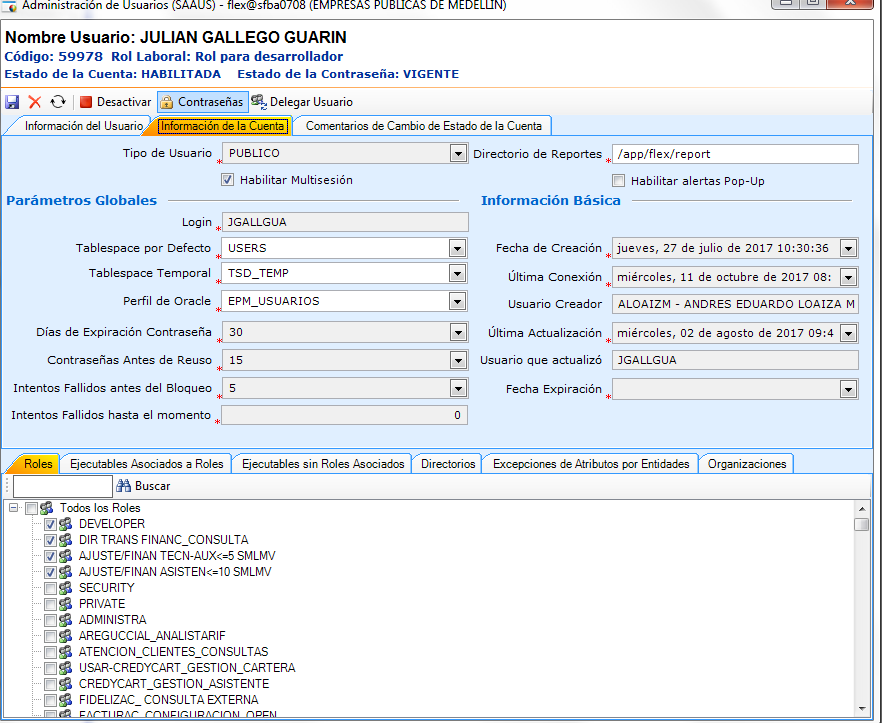 Administración de Usuarios (SAAUS) - flex@sfba0708 (EMPRESAS PUBLICAS DE MEDELLIN)
Nombre Usuario: JULIAN GALLEGO GUARIN
Código: 59978 Rol Laboral: Rol para desarrollador
Estado de la Cuenta: HABILITADA Estado de la Contraseña: VIGENTE
Desactivar Contraseñas Delegar Usuario
Información del Usuario Información de la Cuenta Comentarios de Cambio de Estado de la Cuenta
Tipo de Usuario * PUBLICO Directorio de Reportes * /app/flex/report
Habilitar Multisesión Habilitar alertas Pop-Up
Parámetros Globales Información Básica
Login * JGALLGUA
Tablespace por Defecto * USERS Fecha de Creación * jueves, 27 de julio de 2017 10:30:36
Tablespace Temporal * TSD_TEMP Última Conexión * miércoles, 11 de octubre de 2017 08:
Perfil de Oracle * EPM_USUARIOS Usuario Creador ALOAIZM - ANDRES EDUARDO LOAIZA M
Días de Expiración Contraseña * 30 Última Actualización * miércoles, 02 de agosto de 2017 09:4
Contraseñas Antes de Reuso * 15 Usuario que actualizó JGALLGUA
Intentos Fallidos antes del Bloqueo * 5 Fecha Expiración *
Intentos Fallidos hasta el momento * 0
Roles Ejecutables Asociados a Roles Ejecutables sin Roles Asociados Directorios Excepciones de Atributos por Entidades Organizaciones
Buscar
Todos los Roles
DEVELOPER
DIR TRANS FINANC_CONSULTA
AJUSTE/FINAN TECN-AUX<=5 SMLMV
AJUSTE/FINAN ASISTEN<=10 SMLMV
SECURITY
PRIVATE
ADMINISTRA
AREGUCCIAL_ANALISTARIF
ATENCION_CLIENTES_CONSULTAS
USAR-CREDYCART_GESTION_CARTERA
CREDYCART_GESTION_ASISTENTE
FIDELIZAC_ CONSULTA EXTERNA
FACTURAC_CONFIGURACION_OPEN